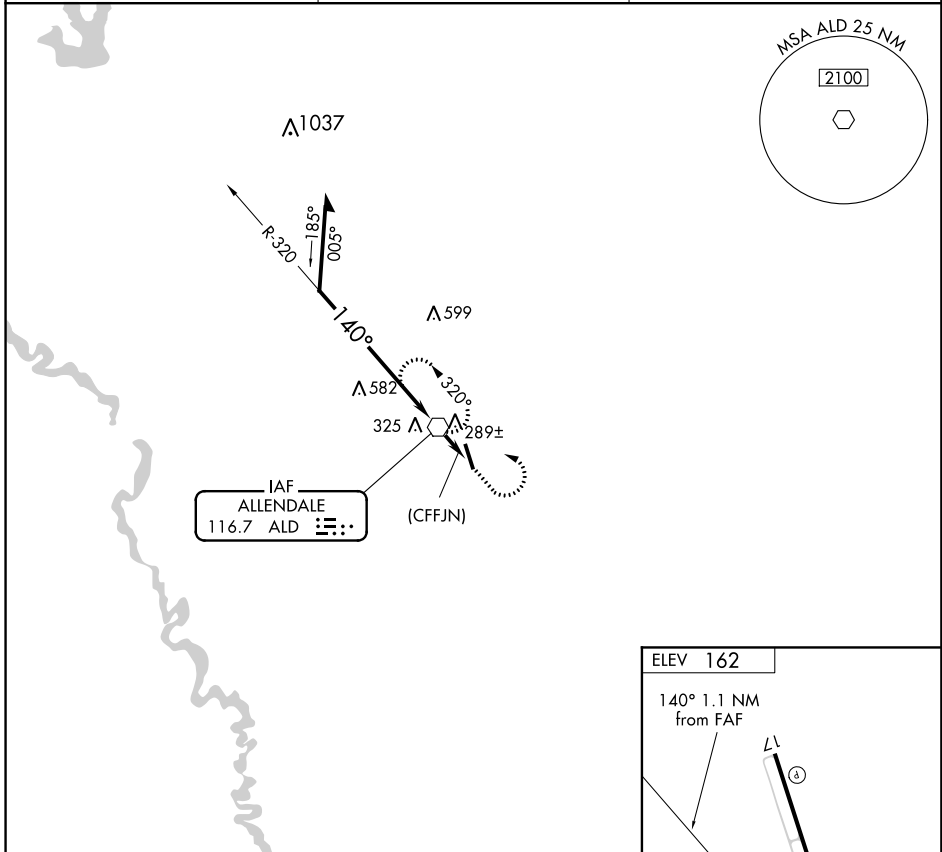 MSA ALD 25 NM
2100
1037
R-320
185°
005°
140°
599
582
320°
325
289±
IAF
ALLENDALE
116.7 ALD
(CFFJN)
ELEV 162
140° 1.1 NM
from FAF
17
P